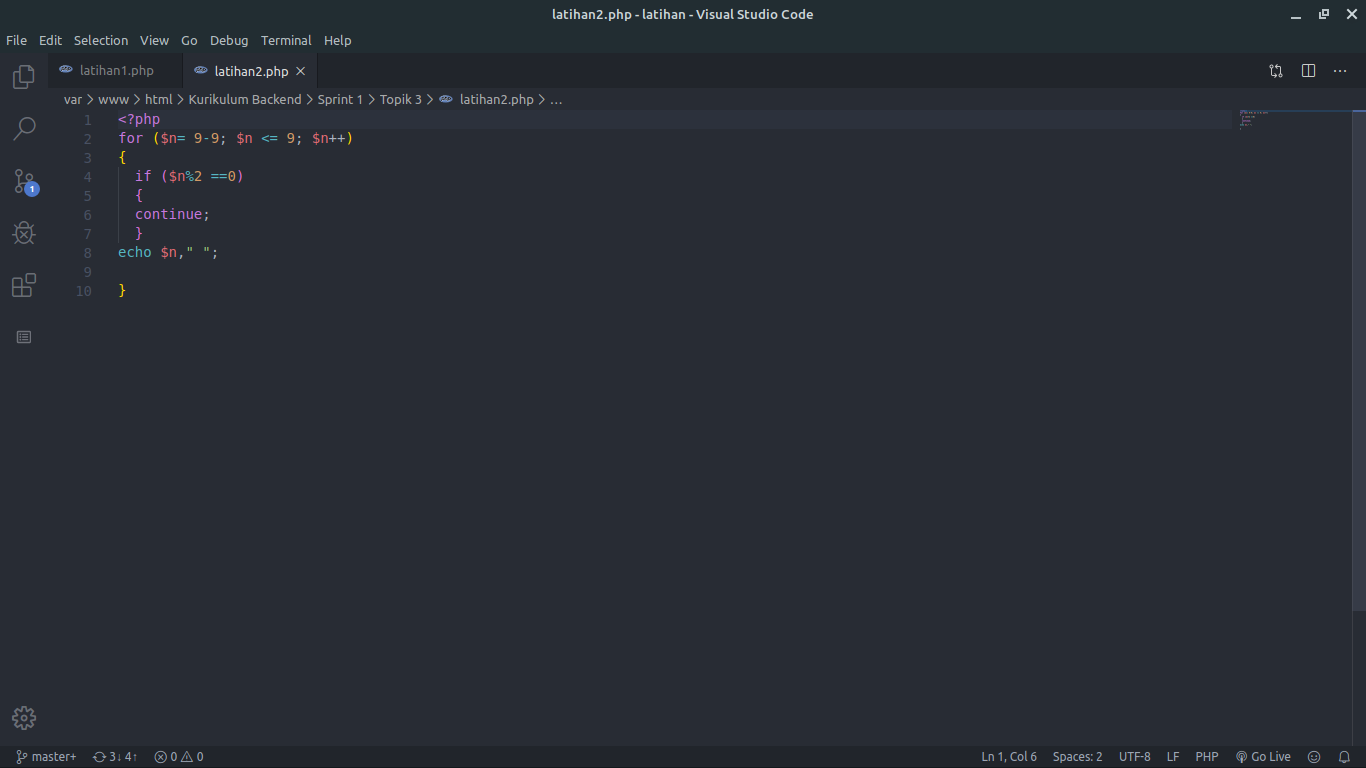 latihan2.php - latihan - Visual Studio Code
File Edit Selection View Go Debug Terminal Help
latihan1.php latihan2.php
var > www > html > Kurikulum Backend > Sprint 1 > Topik 3 > latihan2.php > ...
1 <?php
2 for ($n= 9-9; $n <= 9; $n++)
3 {
4 if ($n%2 ==0)
5 {
6 continue;
7 }
8 echo $n," ";
9
10 }
1
master+ 3↓ 4↑ 0 0 Ln 1, Col 6 Spaces: 2 UTF-8 LF PHP Go Live